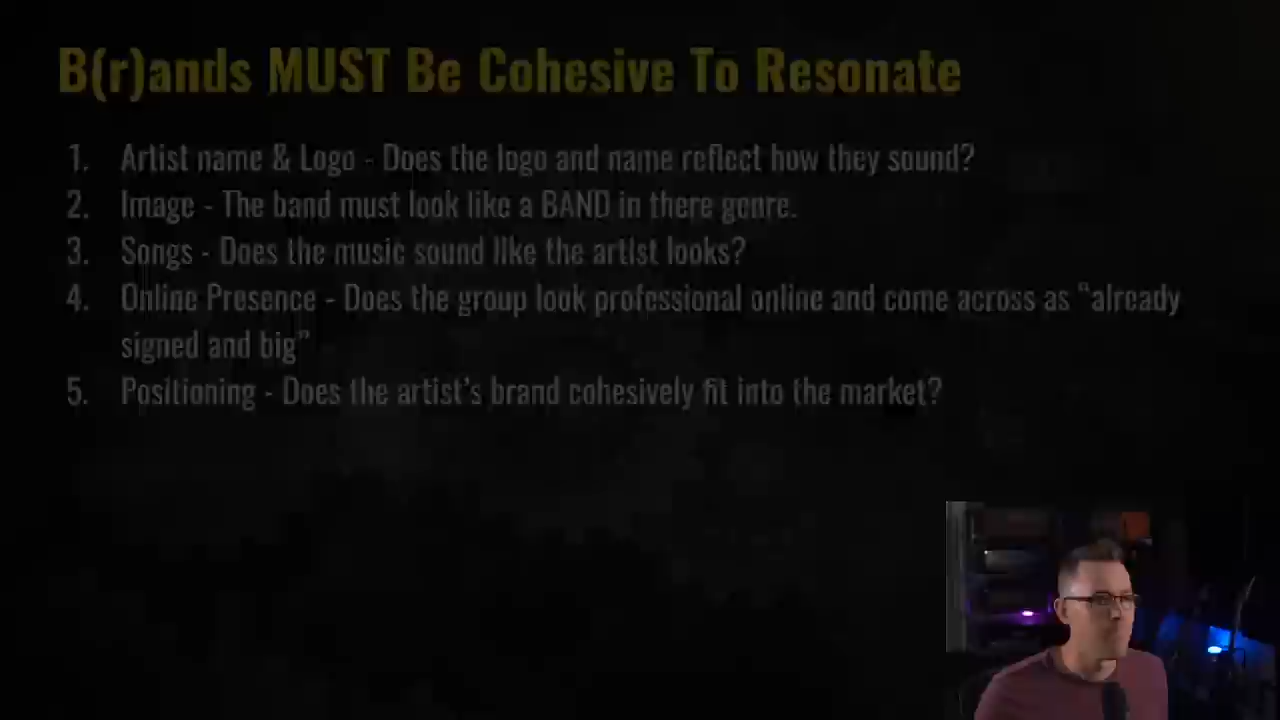 B(r)ands MUST Be Cohesive To Resonate
1. Artist name & Logo - Does the logo and name reflect how they sound?
2. Image - The band must look like a BAND in there genre.
3. Songs - Does the music sound like the artist looks?
4. Online Presence - Does the group look professional online and come across as “already
signed and big”
5. Positioning - Does the artist’s brand cohesively fit into the market?